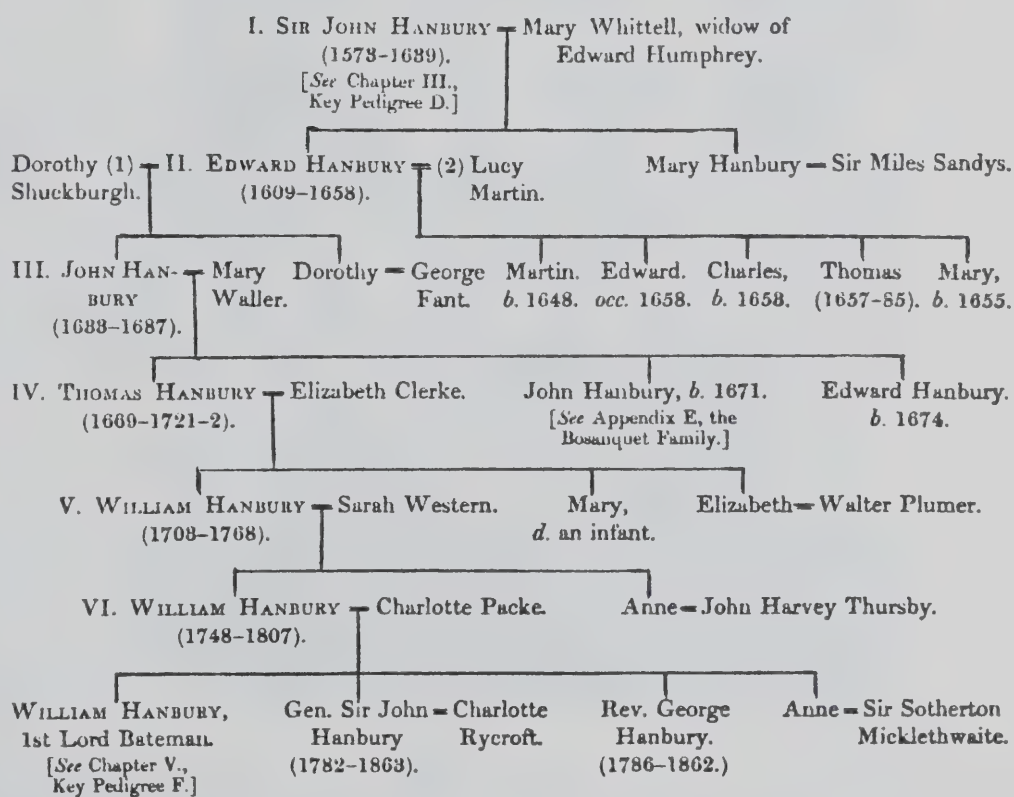 I. SIR JOHN HANBURY = Mary Whittell, widow of
(1573-1639). Edward Humphrey.
[See Chapter III.,
Key Pedigree D.]
Dorothy (1) = II. EDWARD HANBURY = (2) Lucy Mary Hanbury = Sir Miles Sandys.
Shuckburgh. (1609-1658). Martin.
III. JOHN HAN- = Mary Dorothy = George Martin. Edward. Charles, Thomas Mary,
BURY Waller. Fant. b. 1648. occ. 1658. b. 1653. (1657-85). b. 1655.
(1633-1687).
IV. THOMAS HANBURY = Elizabeth Clerke. John Hanbury, b. 1671. Edward Hanbury.
(1669-1721-2). [See Appendix E, the b. 1674.
Bosanquet Family.]
V. WILLIAM HANBURY = Sarah Western. Mary, Elizabeth = Walter Plumer.
(1703-1768). d. an infant.
VI. WILLIAM HANBURY = Charlotte Packe. Anne = John Harvey Thursby.
(1748-1807).
WILLIAM HANBURY, Gen. Sir John = Charlotte Rev. George Anne = Sir Sotherton
1st Lord Bateman. Hanbury Rycroft. Hanbury. Micklethwaite.
[See Chapter V., (1782-1863). (1786-1862.)
Key Pedigree F.]